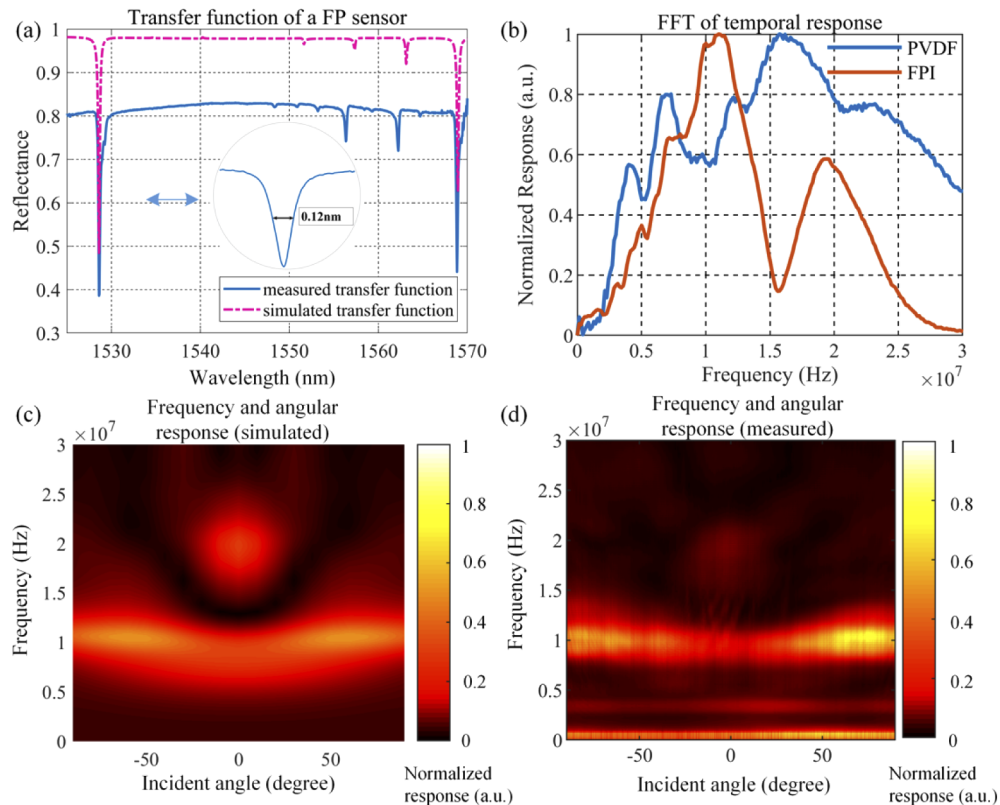 (a)
Transfer function of a FP sensor
1
0.9
0.8
0.7
0.6
0.5
0.4
0.3
Reflectance
0.12nm
measured transfer function
simulated transfer function
1530
1540
1550
1560
1570
Wavelength (nm)
(b)
FFT of temporal response
PVDF
FPI
1
0.8
0.6
0.4
0.2
0
Normalized Response (a.u.)
0
0.5
1
1.5
2
2.5
3
Frequency (Hz)
×10⁷
(c)
Frequency and angular
response (simulated)
×10⁷
3
2.5
2
1.5
1
0.5
0
Frequency (Hz)
-50
0
50
Incident angle (degree)
1
0.8
0.6
0.4
0.2
0
Normalized
response (a.u.)
(d)
Frequency and angular
response (measured)
×10⁷
3
2.5
2
1.5
1
0.5
0
Frequency (Hz)
-50
0
50
Incident angle (degree)
1
0.8
0.6
0.4
0.2
0
Normalized
response (a.u.)